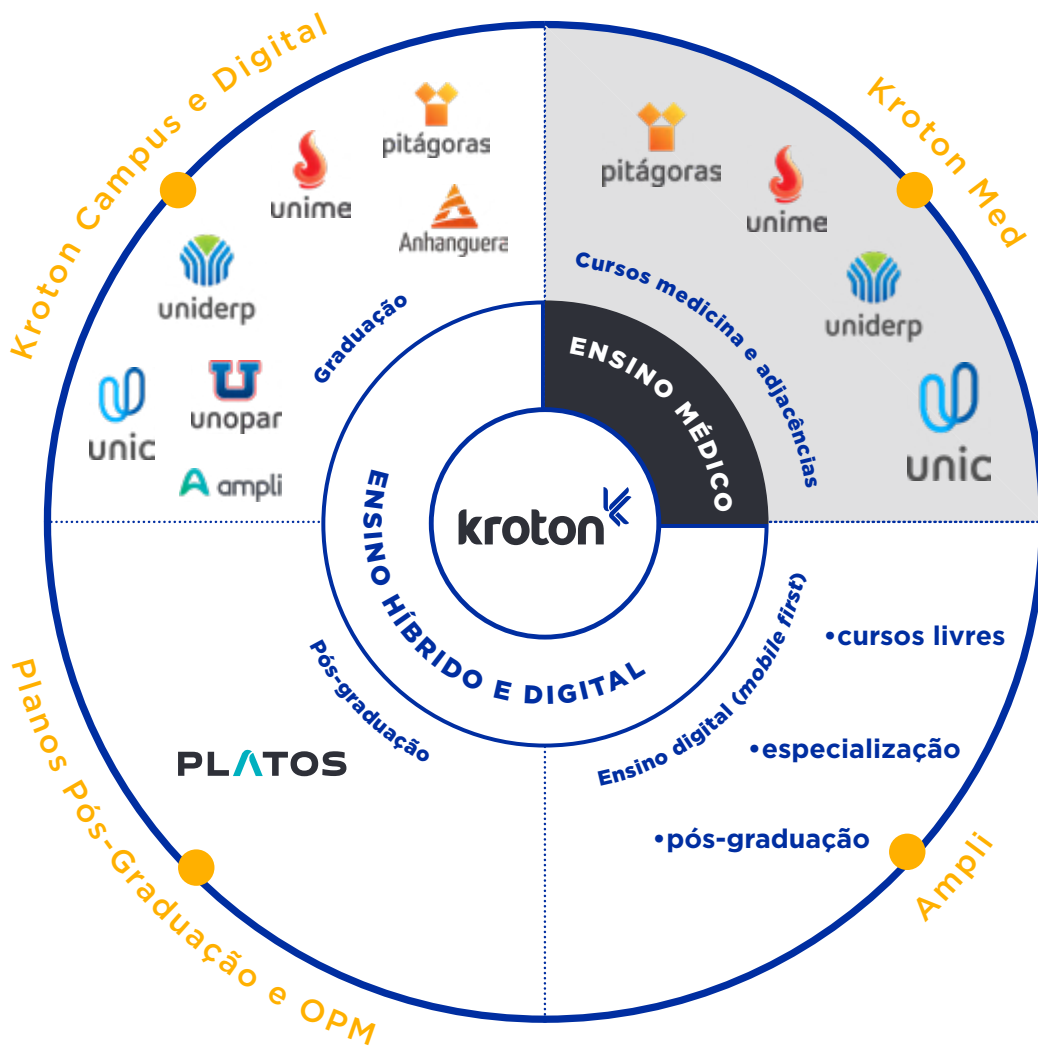 Kroton Campus e Digital
pitágoras
unime
Anhanguera
uniderp
Graduação
unopar
unic
ampli
Kroton Med
pitágoras
unime
uniderp
unic
Cursos medicina e adjacências
ENSINO MÉDICO
kroton
ENSINO HÍBRIDO E DIGITAL
Pós-graduação
PLATOS
Planos Pós-Graduação e OPM
Ensino digital (mobile first)
•cursos livres
•especialização
•pós-graduação
Ampli